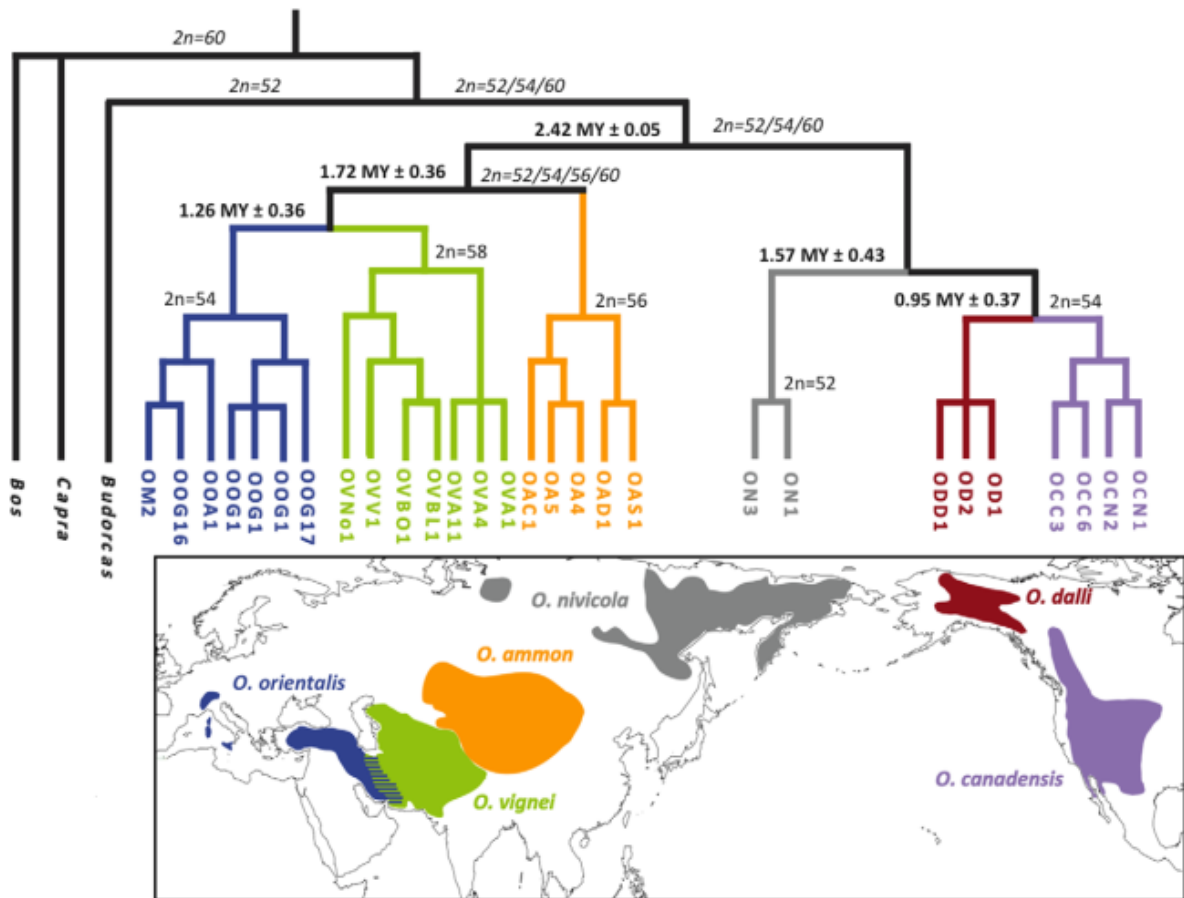 2n=60
2n=52
2n=52/54/60
2.42 MY ± 0.05
2n=52/54/60
1.72 MY ± 0.36
2n=52/54/56/60
1.26 MY ± 0.36
2n=58
1.57 MY ± 0.43
2n=54
2n=56
0.95 MY ± 0.37
2n=54
2n=52
Bos
Capra
Budorcas
OM2
OOG16
OOA1
OOG1
OOG1
OOG1
OOG17
OVNo1
OVV1
OVBO1
OVBL1
OVA11
OVA4
OVA1
OAC1
OA5
OA4
OAD1
OAS1
ON3
ON1
ODD1
OD2
OD1
OCC3
OCC6
OCN2
OCN1
O. nivicola
O. dalli
O. ammon
O. orientalis
O. canadensis
O. vignei